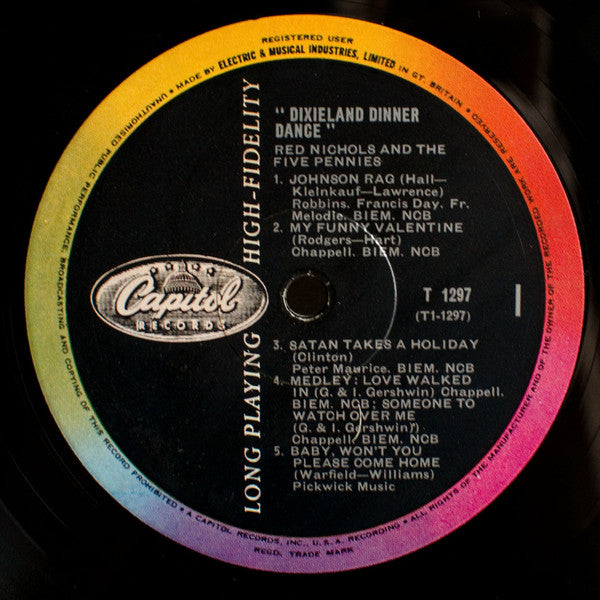 REGISTERED USER
• MADE BY ELECTRIC & MUSICAL INDUSTRIES, LIMITED IN GT. BRITAIN •
ALL RIGHTS OF THE MANUFACTURER AND OF THE OWNER OF THE RECORDED WORK ARE RESERVED
UNAUTHORISED PUBLIC PERFORMANCE, BROADCASTING AND COPYING OF THIS RECORD PROHIBITED •
A CAPITOL RECORDS, INC., U.S.A. RECORDING •
REGD. TRADE MARK
LONG PLAYING HIGH-FIDELITY
Capitol
RECORDS
" DIXIELAND DINNER
DANCE "
RED NICHOLS AND THE
FIVE PENNIES
1. JOHNSON RAG (Hall—
Kleinkauf—Lawrence)
Robbins. Francis Day. Fr.
Melodie. BIEM. NCB
2. MY FUNNY VALENTINE
(Rodgers—Hart)
Chappell. BIEM. NCB
T 1297
(T1-1297)
1
3. SATAN TAKES A HOLIDAY
(Clinton)
Peter Maurice. BIEM. NCB
4. MEDLEY: LOVE WALKED
IN (G. & I. Gershwin) Chappell.
BIEM. NCB: SOMEONE TO
WATCH OVER ME
(G. & I. Gershwin)
Chappell. BIEM. NCB
5. BABY, WON'T YOU
PLEASE COME HOME
(Warfield—Williams)
Pickwick Music